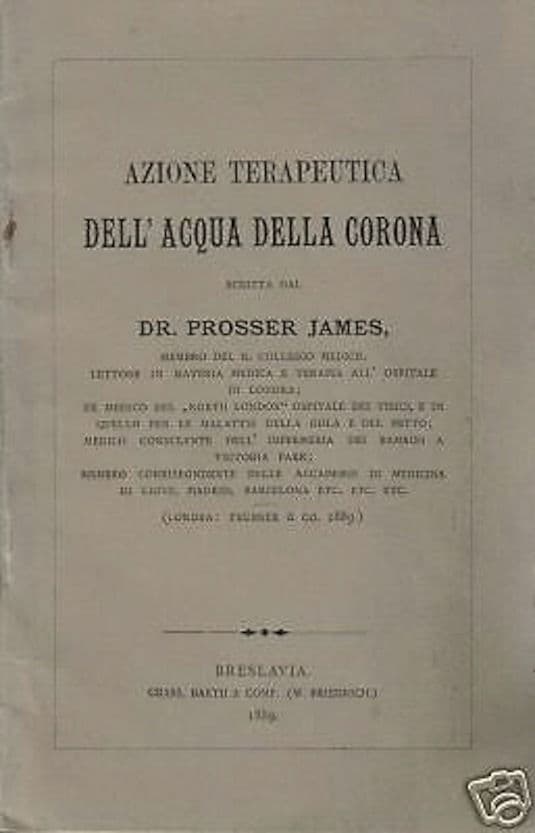 AZIONE TERAPEUTICA
DELL' ACQUA DELLA CORONA
SCRITTA DAL
DR. PROSSER JAMES,
MEMBRO DEL R. COLLEGIO MEDICO,
LETTORE IN MATERIA MEDICA E TERAPIA ALL' OSPITALE
DI LONDRA;
EX MEDICO DEL „NORTH LONDON“ OSPITALE DEI TISICI, E DI
QUELLO PER LE MALATTIE DELLA GOLA E DEL PETTO;
MEDICO CONSULENTE DELL' INFERMERIA DEI BAMBINI A
VICTORIA PARK;
MEMBRO CORRISPONDENTE DELLE ACCADEMIE DI MEDICINA
DI MADRID, BARCELONA ETC. ETC. ETC.
(LONDRA: TRUBNER & CO. 1889.)
BRESLAVIA.
GRASS, BARTH & COMP. (W. FRIEDRICH.)
1889.